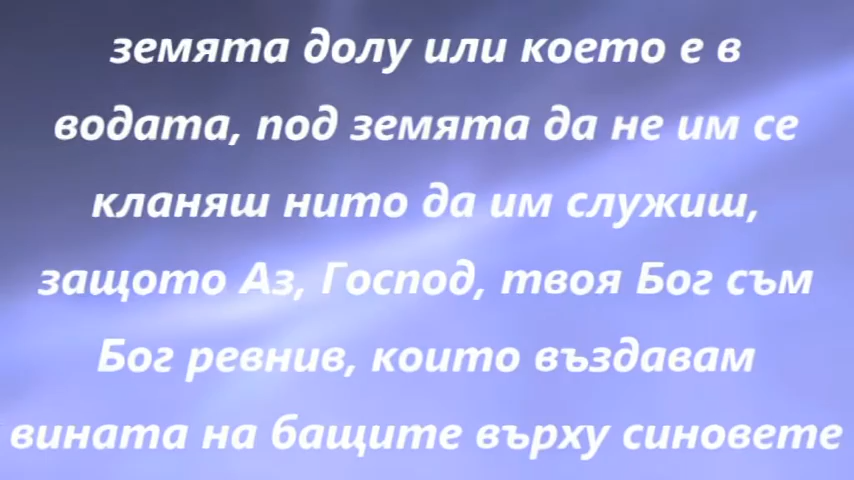 земята долу или което е в
водата, под земята да не им се
кланяш нито да им служиш,
защото Аз, Господ, твоя Бог съм
Бог ревнив, които въздавам
вината на бащите върху синовете